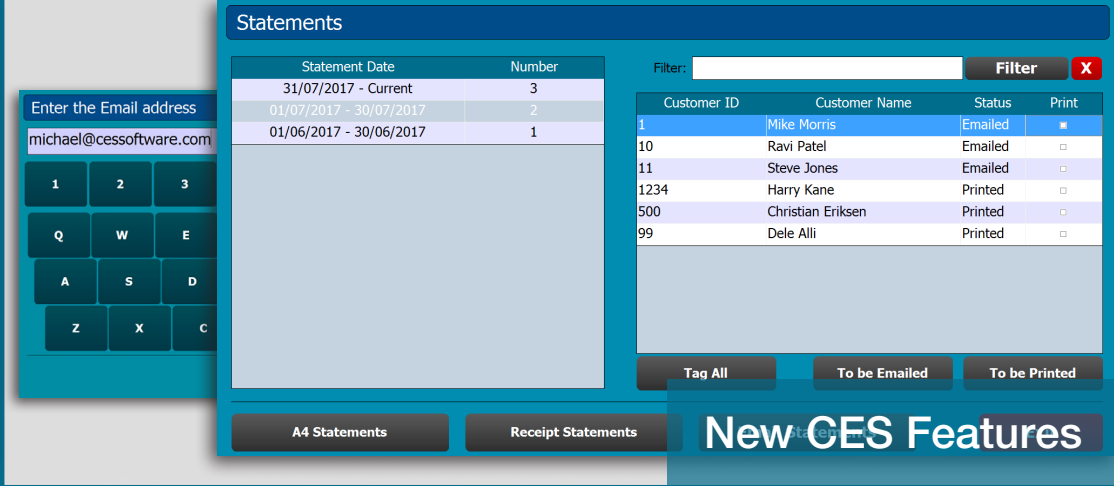 Statements
Enter the Email address
michael@cessoftware.com
1 2 3
Q W E
A S D
Z X C
Statement Date Number
31/07/2017 - Current 3
01/07/2017 - 30/07/2017 2
01/06/2017 - 30/06/2017 1
Filter: Filter X
Customer ID Customer Name Status Print
1 Mike Morris Emailed
10 Ravi Patel Emailed
11 Steve Jones Emailed
1234 Harry Kane Printed
500 Christian Eriksen Printed
99 Dele Alli Printed
Tag All To be Emailed To be Printed
A4 Statements Receipt Statements
New CES Features